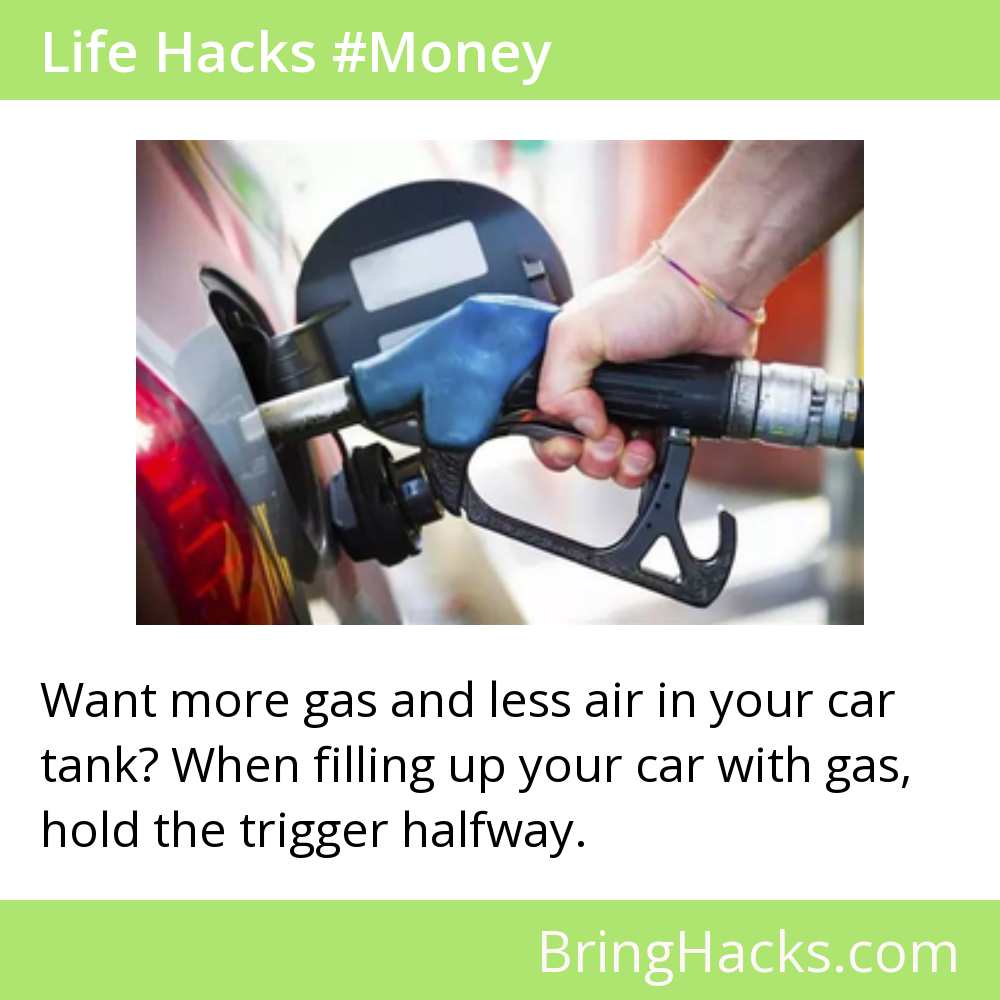 Life Hacks #Money
Want more gas and less air in your car
tank? When filling up your car with gas,
hold the trigger halfway.
BringHacks.com